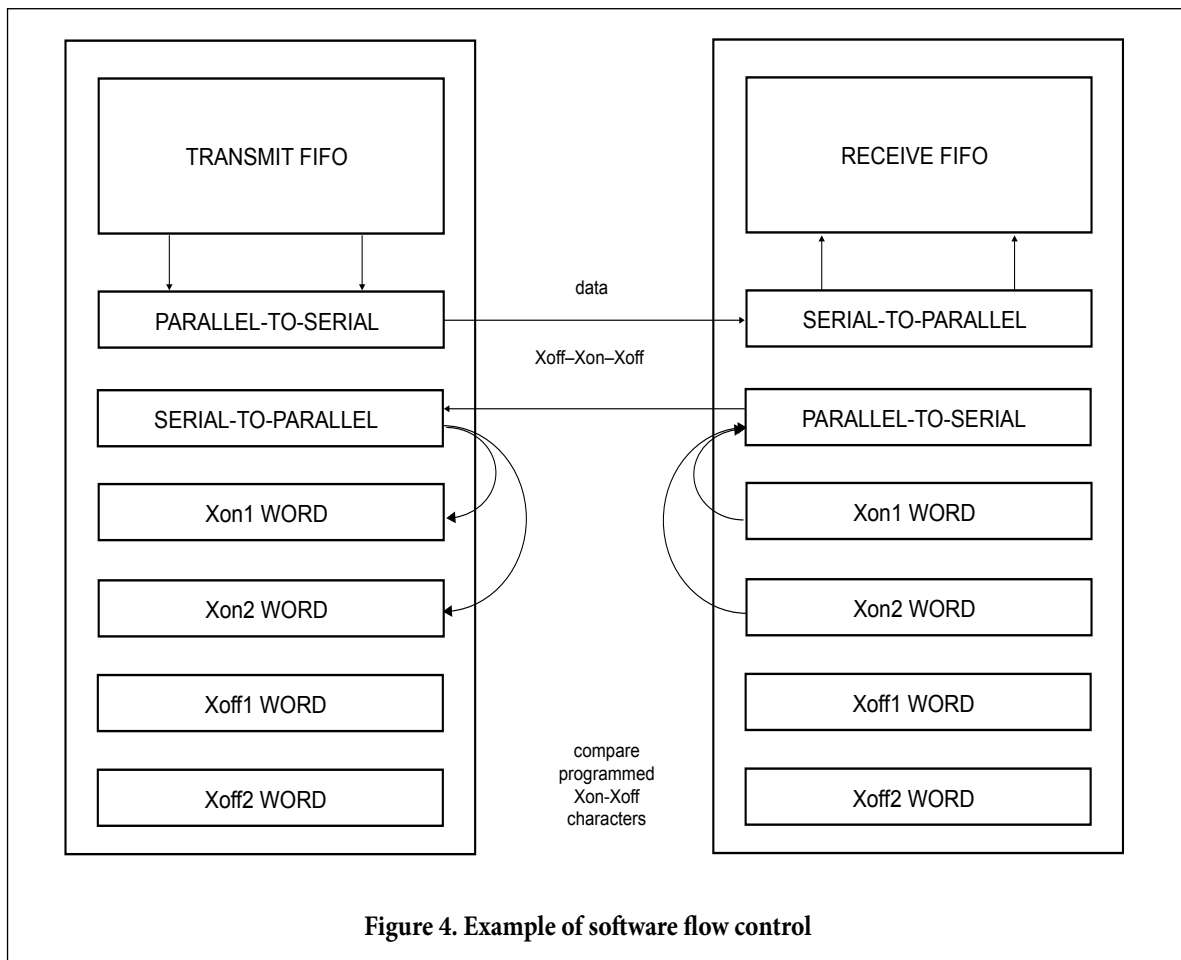 TRANSMIT FIFO
RECEIVE FIFO
data
PARALLEL-TO-SERIAL
SERIAL-TO-PARALLEL
Xoff–Xon–Xoff
SERIAL-TO-PARALLEL
PARALLEL-TO-SERIAL
Xon1 WORD
Xon1 WORD
Xon2 WORD
Xon2 WORD
Xoff1 WORD
Xoff1 WORD
compare
programmed
Xon-Xoff
characters
Xoff2 WORD
Xoff2 WORD
Figure 4. Example of software flow control